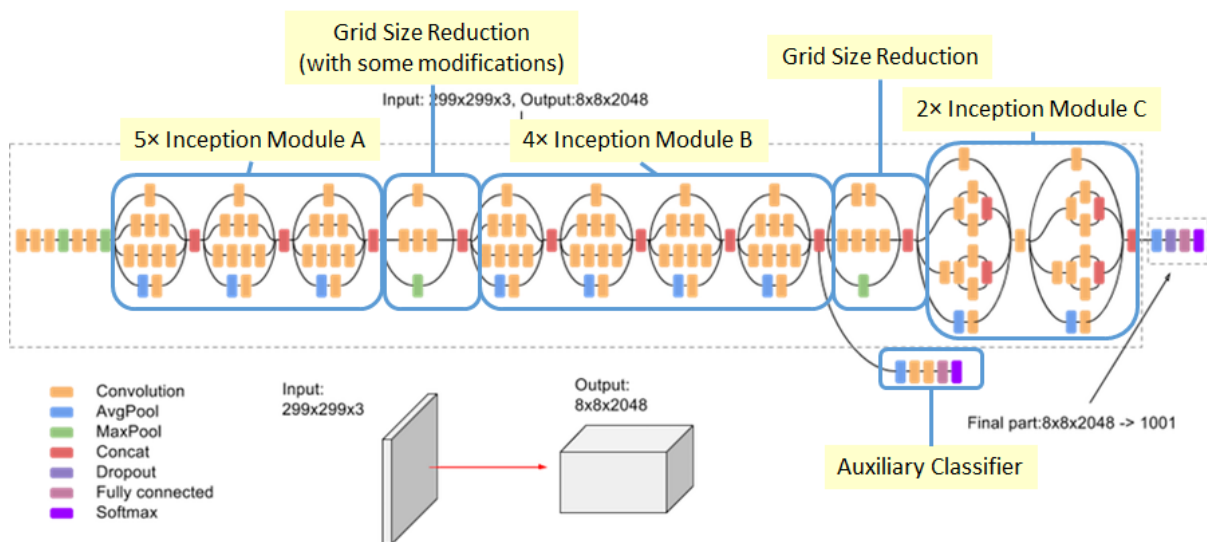 Grid Size Reduction
(with some modifications)
Grid Size Reduction
Input: 299x299x3, Output:8x8x2048
5× Inception Module A
4× Inception Module B
2× Inception Module C
Convolution
AvgPool
MaxPool
Concat
Dropout
Fully connected
Softmax
Input:
299x299x3
Output:
8x8x2048
Final part:8x8x2048 -> 1001
Auxiliary Classifier